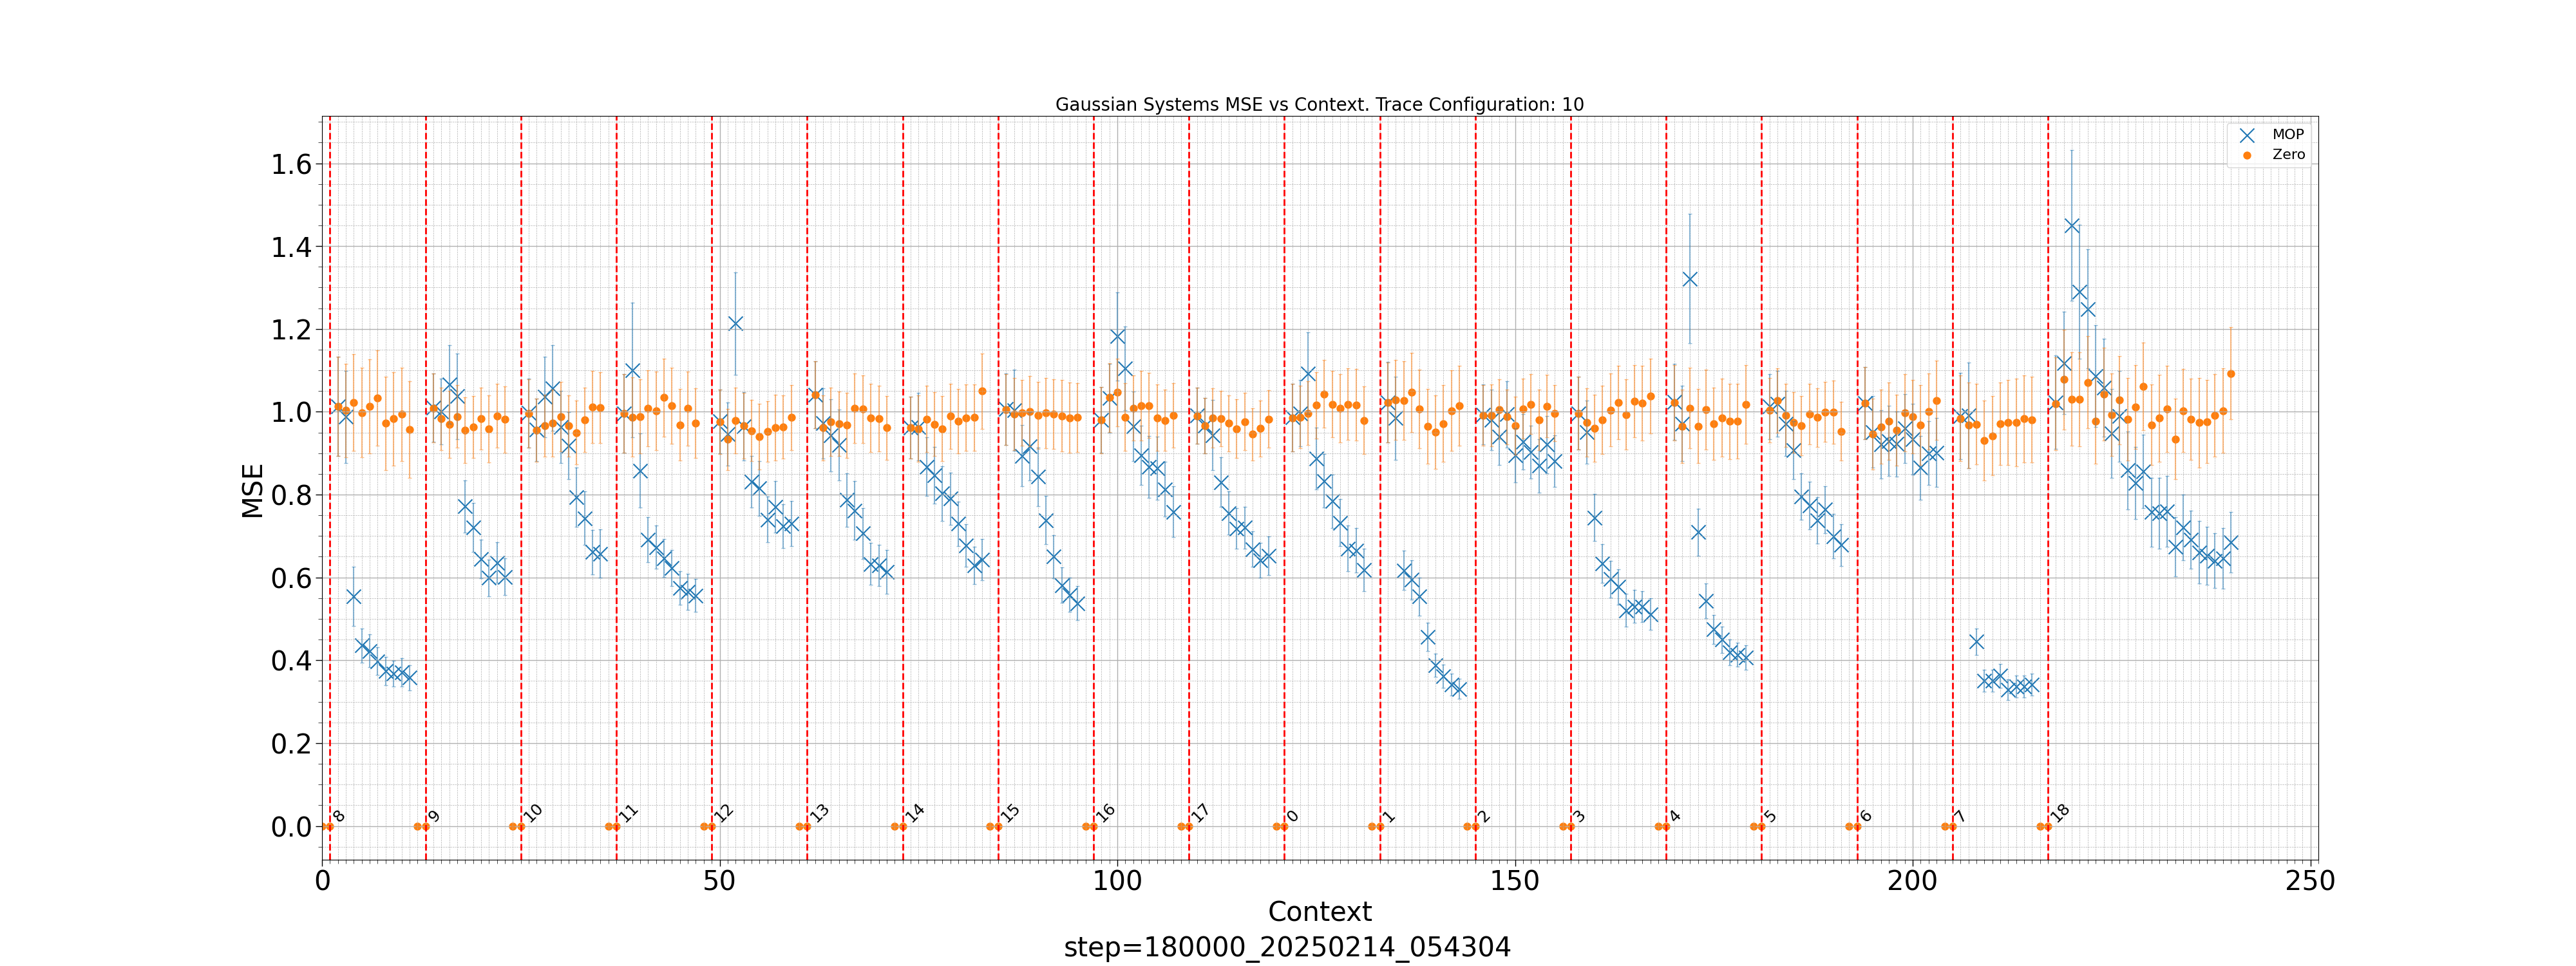 Gaussian Systems MSE vs Context. Trace Configuration: 10
MOP
Zero
MSE
1.6
1.4
1.2
1.0
0.8
0.6
0.4
0.2
0.0
8 9 10 11 12 13 14 15 16 17 0 1 2 3 4 5 6 7 18
0 50 100 150 200 250
Context
step=180000_20250214_054304